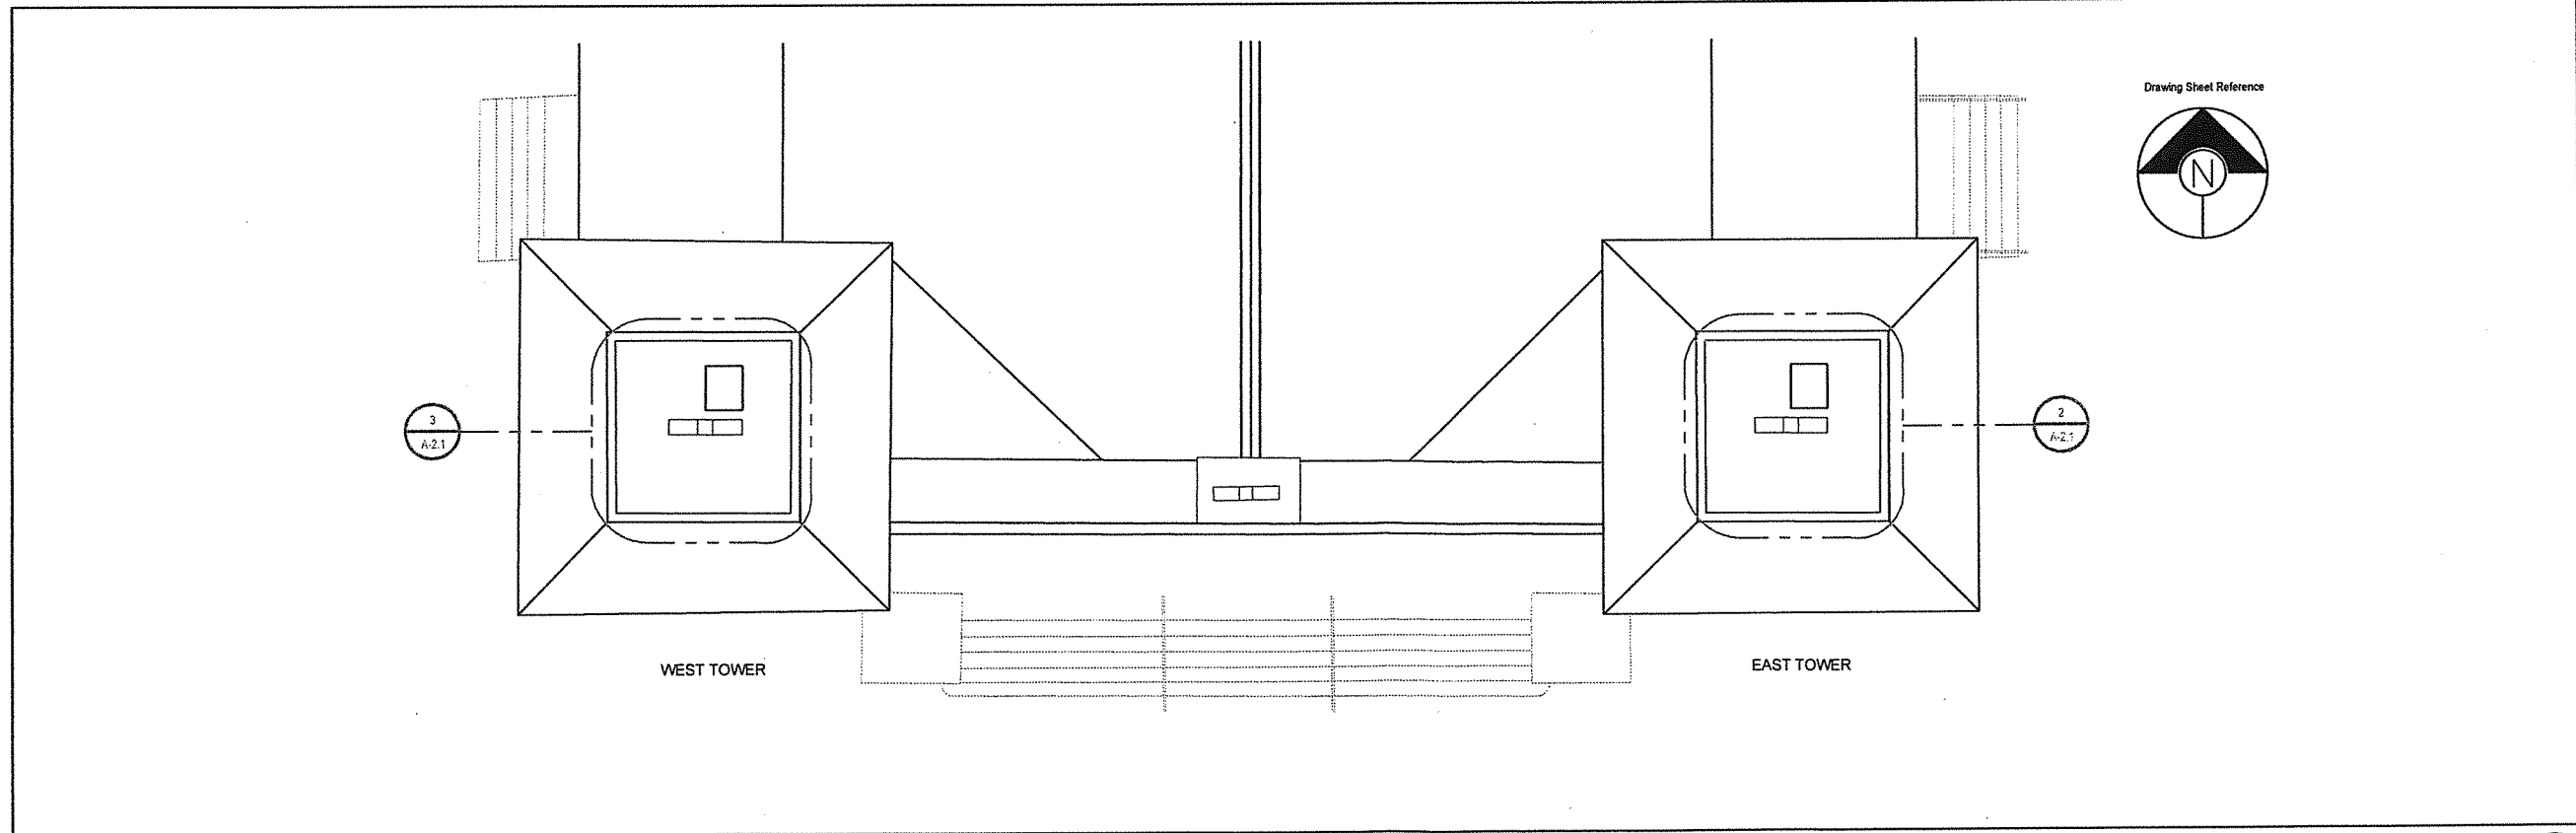 Drawing Sheet Reference
N
3
A-2.1
2
A-2.1
WEST TOWER
EAST TOWER